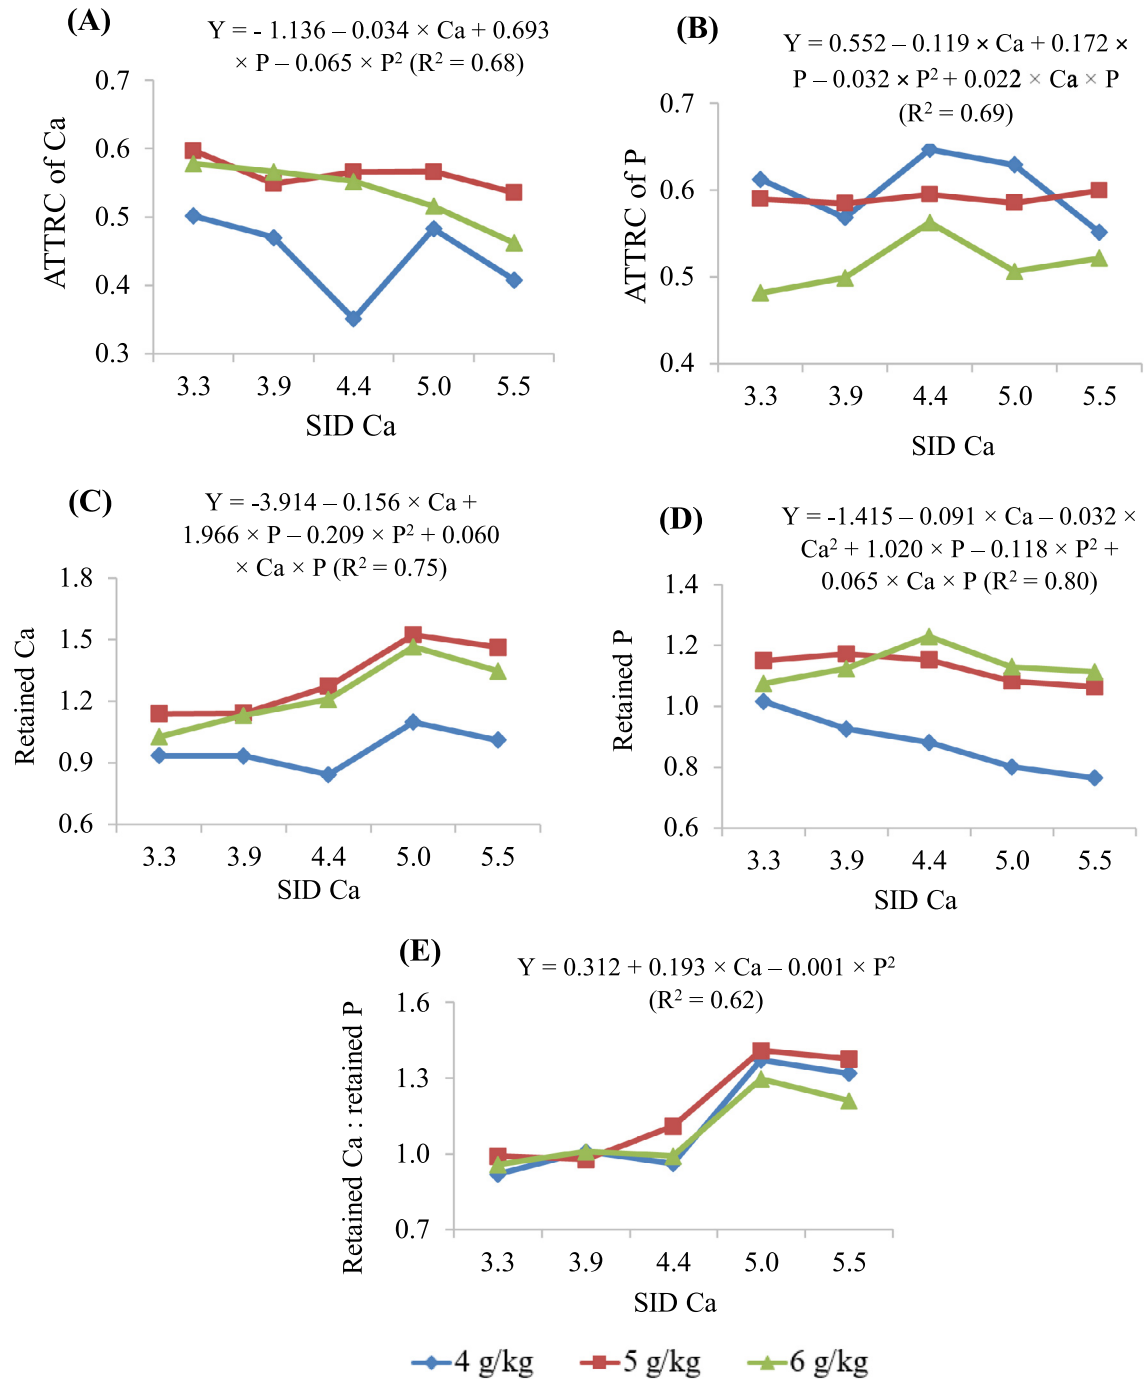 (A)
Y = - 1.136 – 0.034 × Ca + 0.693
× P – 0.065 × P² (R² = 0.68)
0.7
0.6
0.5
0.4
0.3
ATTRC of Ca
3.3 3.9 4.4 5.0 5.5
SID Ca
(B)
Y = 0.552 – 0.119 × Ca + 0.172 ×
P – 0.032 × P² + 0.022 × Ca × P
(R² = 0.69)
0.7
0.6
0.5
0.4
ATTRC of P
3.3 3.9 4.4 5.0 5.5
SID Ca
(C)
Y = -3.914 – 0.156 × Ca +
1.966 × P – 0.209 × P² + 0.060
× Ca × P (R² = 0.75)
1.8
1.5
1.2
0.9
0.6
Retained Ca
3.3 3.9 4.4 5.0 5.5
SID Ca
(D)
Y = -1.415 – 0.091 × Ca – 0.032 ×
Ca² + 1.020 × P – 0.118 × P² +
0.065 × Ca × P (R² = 0.80)
1.4
1.2
1.0
0.8
0.6
Retained P
3.3 3.9 4.4 5.0 5.5
SID Ca
(E)
Y = 0.312 + 0.193 × Ca – 0.001 × P²
(R² = 0.62)
1.6
1.3
1.0
0.7
Retained Ca : retained P
3.3 3.9 4.4 5.0 5.5
SID Ca
4 g/kg 5 g/kg 6 g/kg